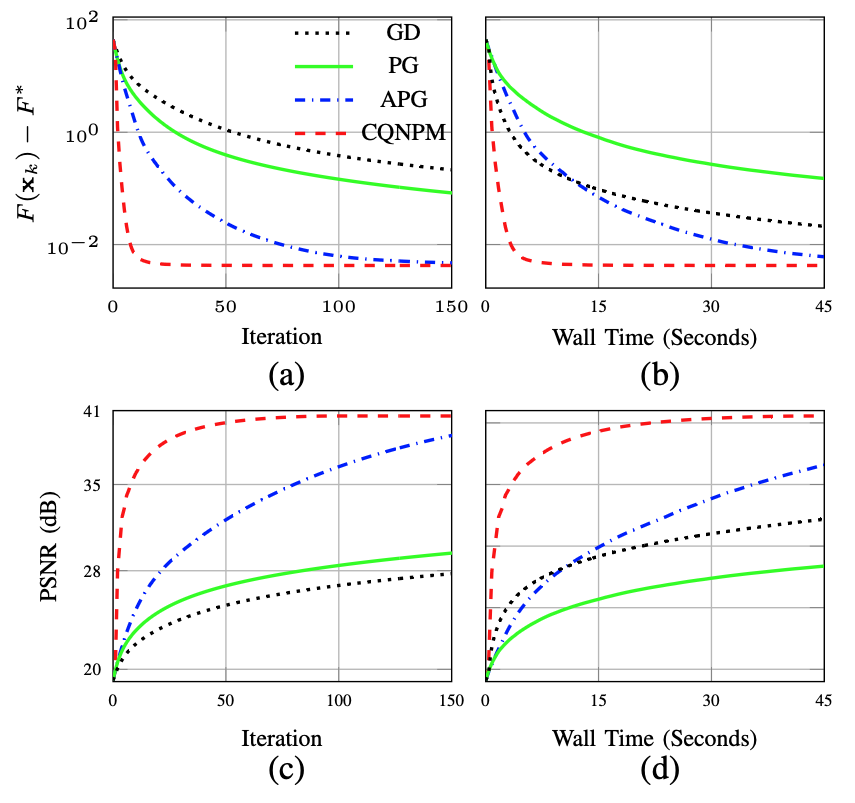 10^2
10^0
10^{-2}
F(𝐱_k) − F^*
GD
PG
APG
CQNPM
0 50 100 150
Iteration
(a)
0 15 30 45
Wall Time (Seconds)
(b)
41
35
28
20
PSNR (dB)
0 50 100 150
Iteration
(c)
0 15 30 45
Wall Time (Seconds)
(d)